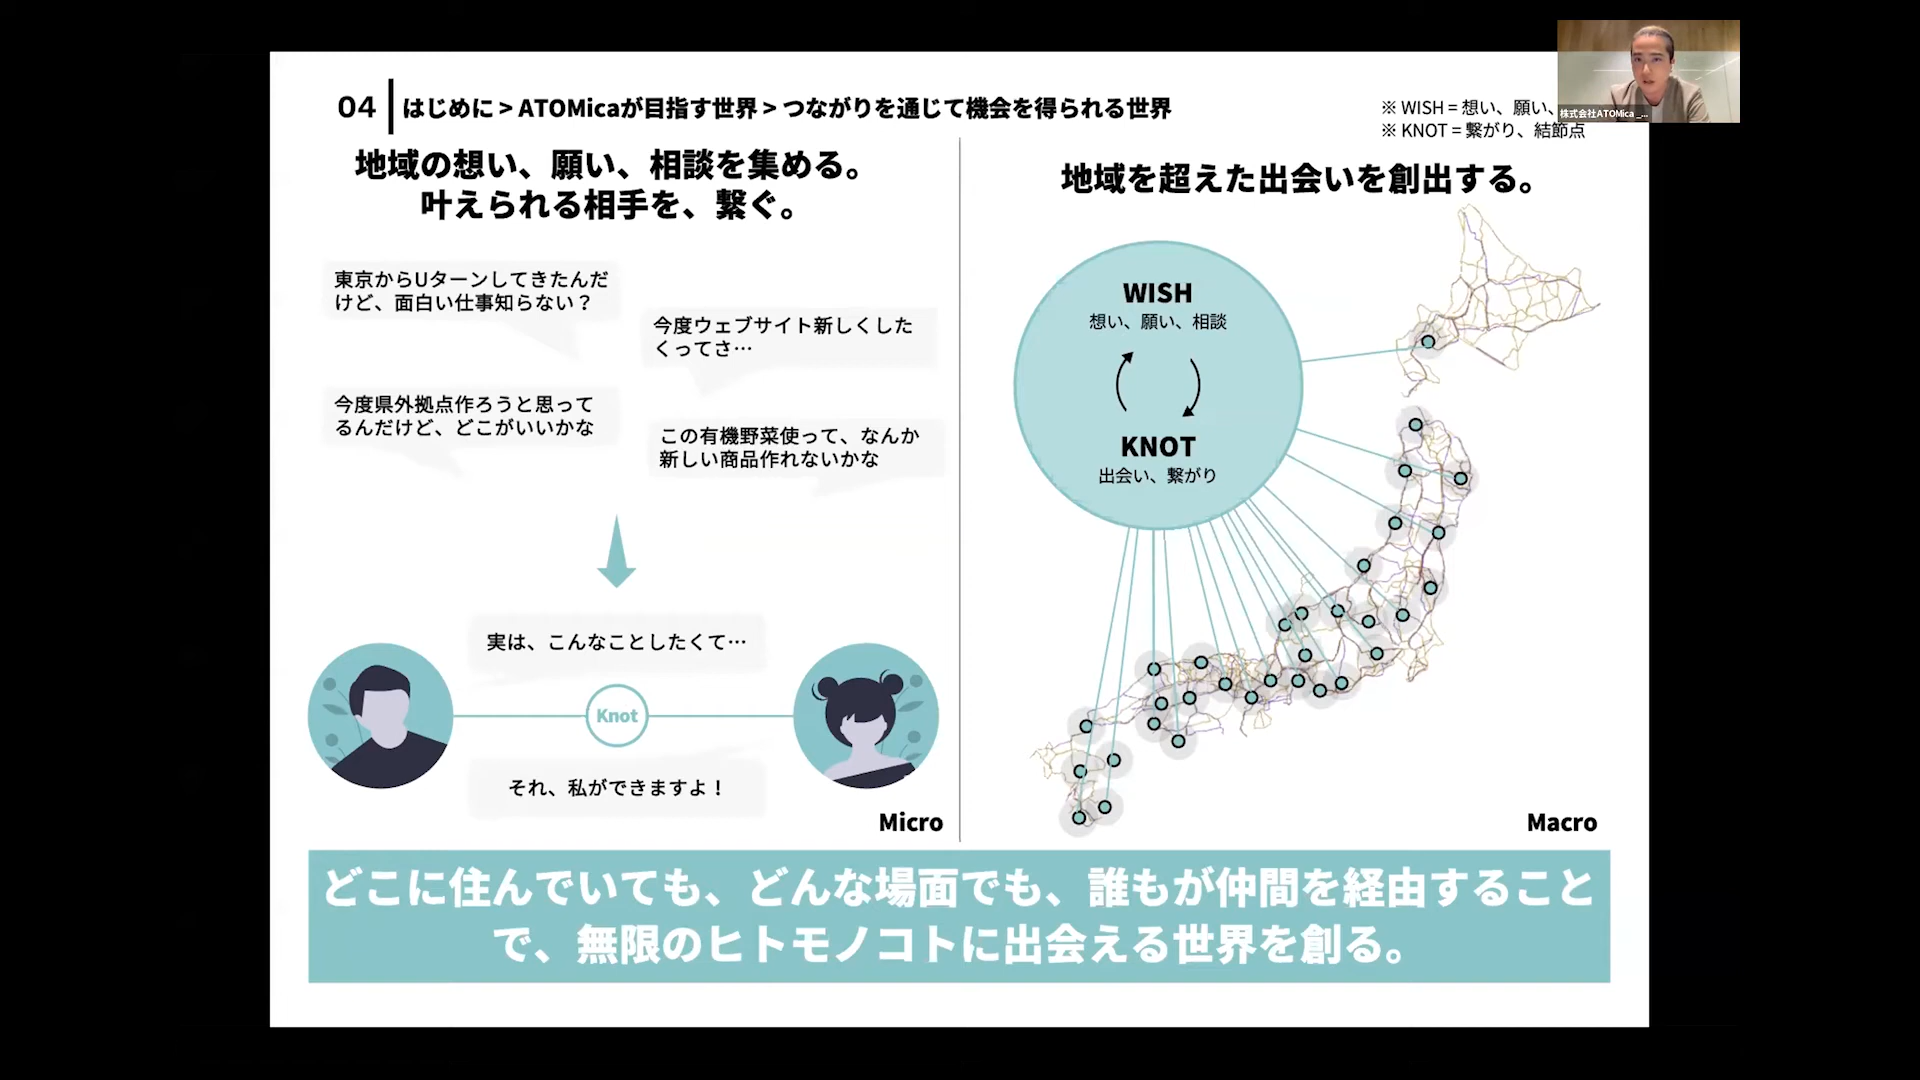 04
はじめに > ATOMicaが目指す世界 > つながりを通じて機会を得られる世界
※ WISH = 想い、願い、
※ KNOT = 繋がり、結節点
株式会社ATOMica _...
地域の想い、願い、相談を集める。
叶えられる相手を、繋ぐ。
東京からUターンしてきたんだ
けど、面白い仕事知らない？
今度ウェブサイト新しくした
くってさ…
今度県外拠点作ろうと思って
るんだけど、どこがいいかな
この有機野菜使って、なんか
新しい商品作れないかな
実は、こんなことしたくて…
Knot
それ、私ができますよ！
Micro
地域を超えた出会いを創出する。
WISH
想い、願い、相談
KNOT
出会い、繋がり
Macro
どこに住んでいても、どんな場面でも、誰もが仲間を経由すること
で、無限のヒトモノコトに出会える世界を創る。